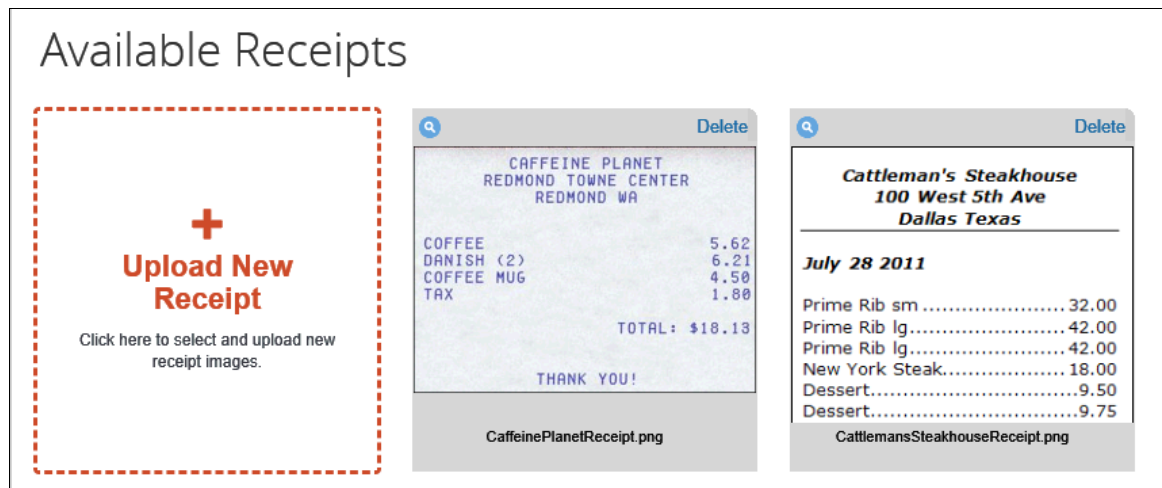 Available Receipts
+
Upload New
Receipt
Click here to select and upload new
receipt images.
Delete
CAFFEINE PLANET
REDMOND TOWNE CENTER
REDMOND WA
COFFEE 5.62
DANISH (2) 6.21
COFFEE MUG 4.50
TAX 1.80
TOTAL: $18.13
THANK YOU!
CaffeinePlanetReceipt.png
Delete
Cattleman's Steakhouse
100 West 5th Ave
Dallas Texas
July 28 2011
Prime Rib sm ...................... 32.00
Prime Rib lg........................ 42.00
Prime Rib lg........................ 42.00
New York Steak................... 18.00
Dessert................................9.50
Dessert................................9.75
CattlemansSteakhouseReceipt.png